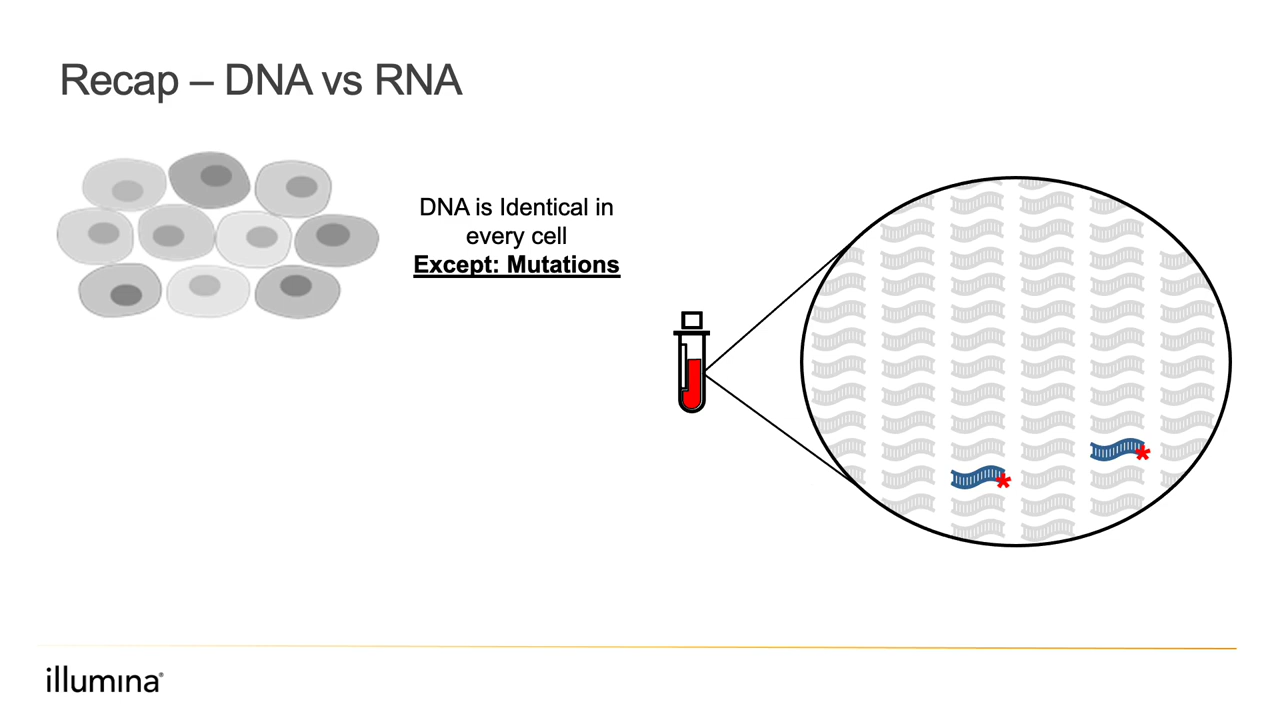 Recap – DNA vs RNA
DNA is Identical in
every cell
Except: Mutations
illumina®